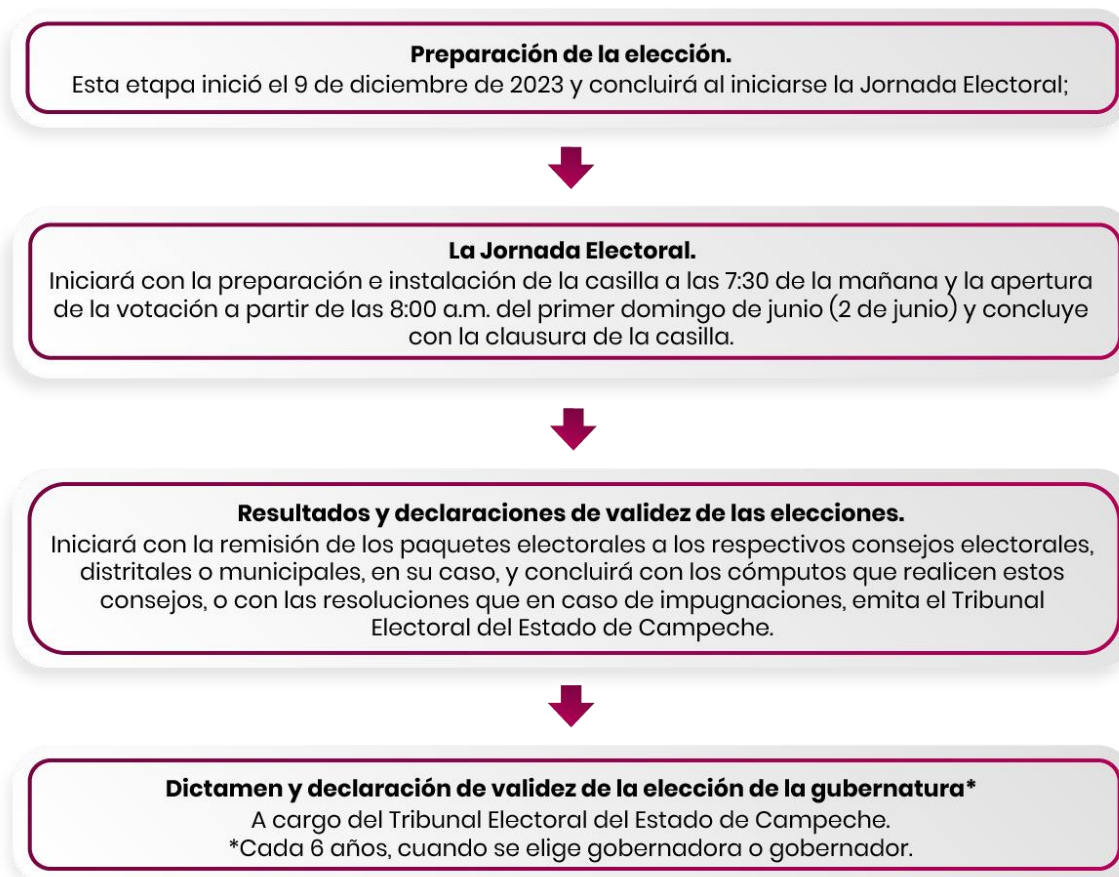 Preparación de la elección.
Esta etapa inició el 9 de diciembre de 2023 y concluirá al iniciarse la Jornada Electoral;
La Jornada Electoral.
Iniciará con la preparación e instalación de la casilla a las 7:30 de la mañana y la apertura
de la votación a partir de las 8:00 a.m. del primer domingo de junio (2 de junio) y concluye
con la clausura de la casilla.
Resultados y declaraciones de validez de las elecciones.
Iniciará con la remisión de los paquetes electorales a los respectivos consejos electorales,
distritales o municipales, en su caso, y concluirá con los cómputos que realicen estos
consejos, o con las resoluciones que en caso de impugnaciones, emita el Tribunal
Electoral del Estado de Campeche.
Dictamen y declaración de validez de la elección de la gubernatura*
A cargo del Tribunal Electoral del Estado de Campeche.
*Cada 6 años, cuando se elige gobernadora o gobernador.